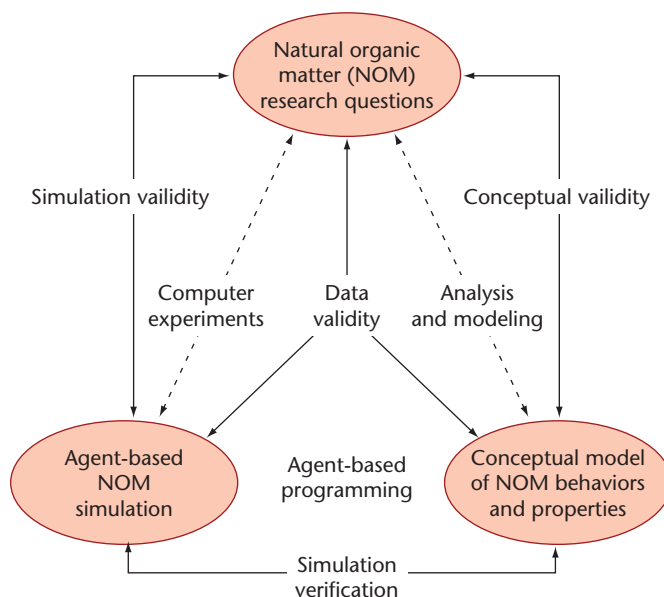 Natural organic
matter (NOM)
research questions
Simulation vailidity
Conceptual vailidity
Computer
experiments
Data
validity
Analysis
and modeling
Agent-based
NOM
simulation
Agent-based
programming
Conceptual model
of NOM behaviors
and properties
Simulation
verification